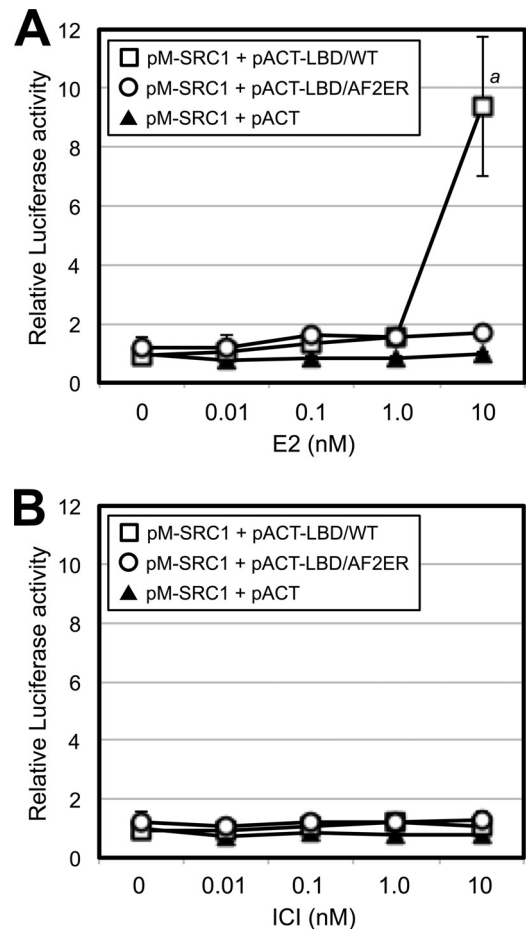 A
12
10
8
6
4
2
0
Relative Luciferase activity
pM-SRC1 + pACT-LBD/WT
pM-SRC1 + pACT-LBD/AF2ER
pM-SRC1 + pACT
a
0 0.01 0.1 1.0 10
E2 (nM)
B
12
10
8
6
4
2
0
Relative Luciferase activity
pM-SRC1 + pACT-LBD/WT
pM-SRC1 + pACT-LBD/AF2ER
pM-SRC1 + pACT
0 0.01 0.1 1.0 10
ICI (nM)